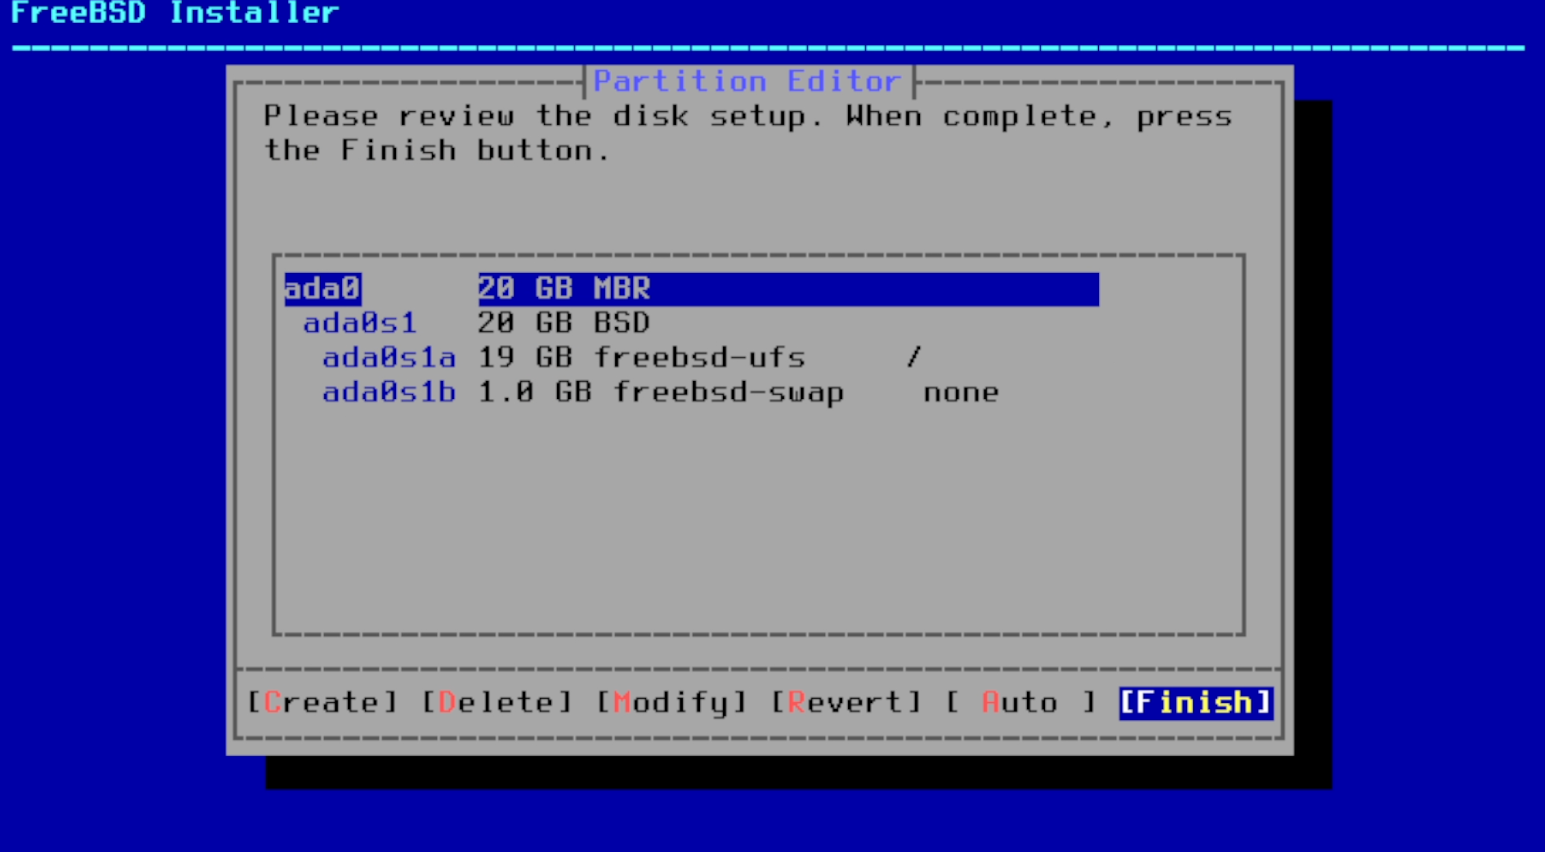 FreeBSD Installer
Partition Editor
Please review the disk setup. When complete, press
the Finish button.
ada0 20 GB MBR
ada0s1 20 GB BSD
ada0s1a 19 GB freebsd-ufs /
ada0s1b 1.0 GB freebsd-swap none
[Create] [Delete] [Modify] [Revert] [ Auto ] [Finish]